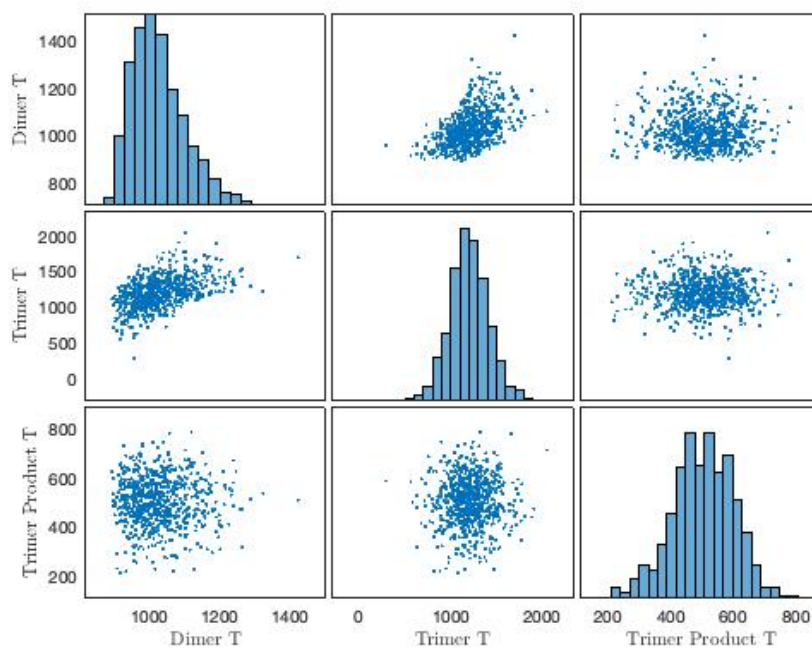 1400
1200
1000
800
Dimer T
2000
1500
1000
500
0
Trimer T
800
600
400
200
Trimer Product T
1000 1200 1400
Dimer T
0 1000 2000
Trimer T
200 400 600 800
Trimer Product T